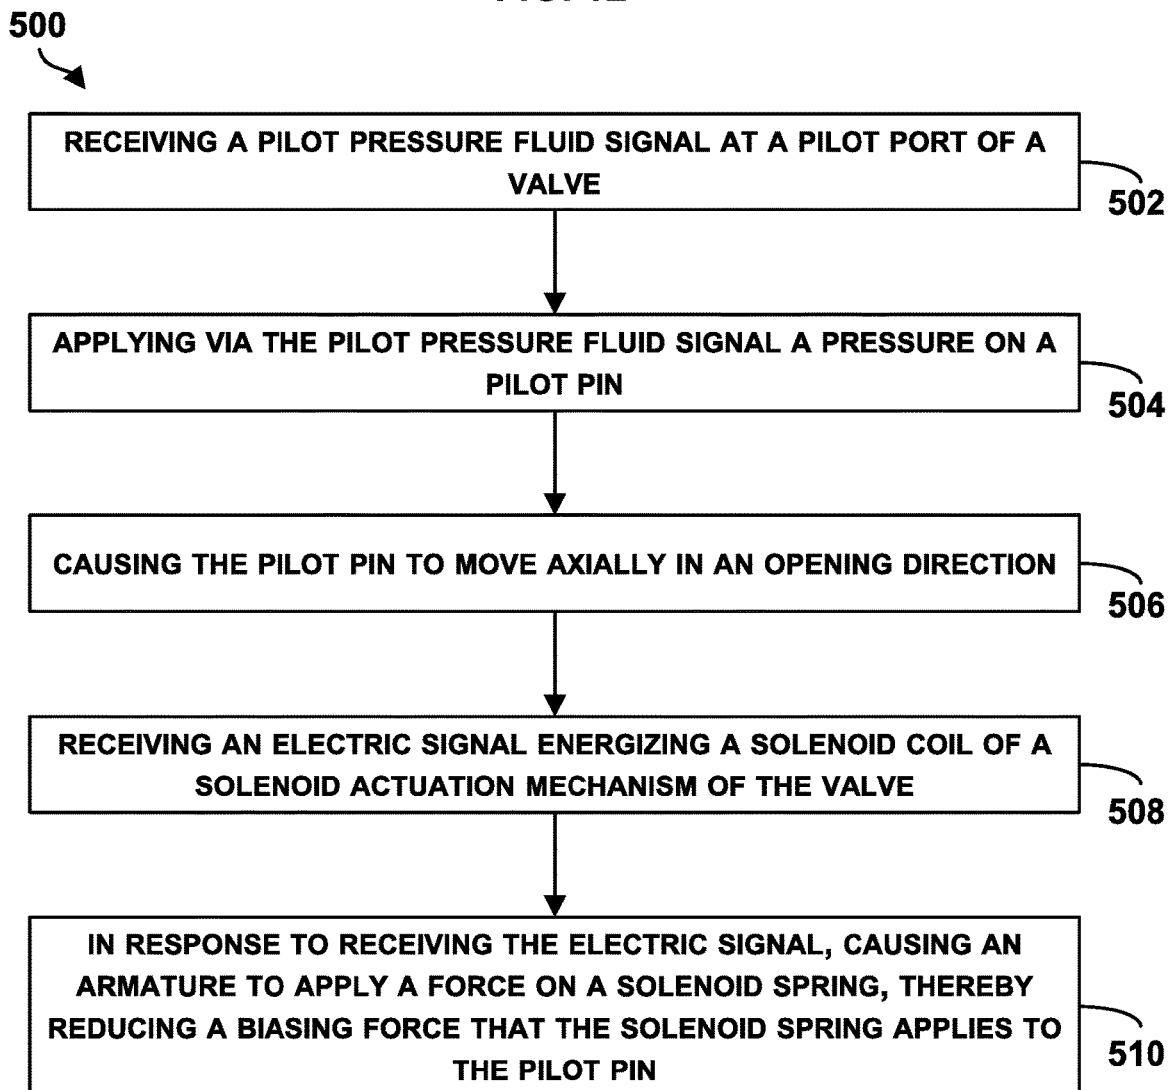 500
RECEIVING A PILOT PRESSURE FLUID SIGNAL AT A PILOT PORT OF A
VALVE
502
APPLYING VIA THE PILOT PRESSURE FLUID SIGNAL A PRESSURE ON A
PILOT PIN
504
CAUSING THE PILOT PIN TO MOVE AXIALLY IN AN OPENING DIRECTION
506
RECEIVING AN ELECTRIC SIGNAL ENERGIZING A SOLENOID COIL OF A
SOLENOID ACTUATION MECHANISM OF THE VALVE
508
IN RESPONSE TO RECEIVING THE ELECTRIC SIGNAL, CAUSING AN
ARMATURE TO APPLY A FORCE ON A SOLENOID SPRING, THEREBY
REDUCING A BIASING FORCE THAT THE SOLENOID SPRING APPLIES TO
THE PILOT PIN
510